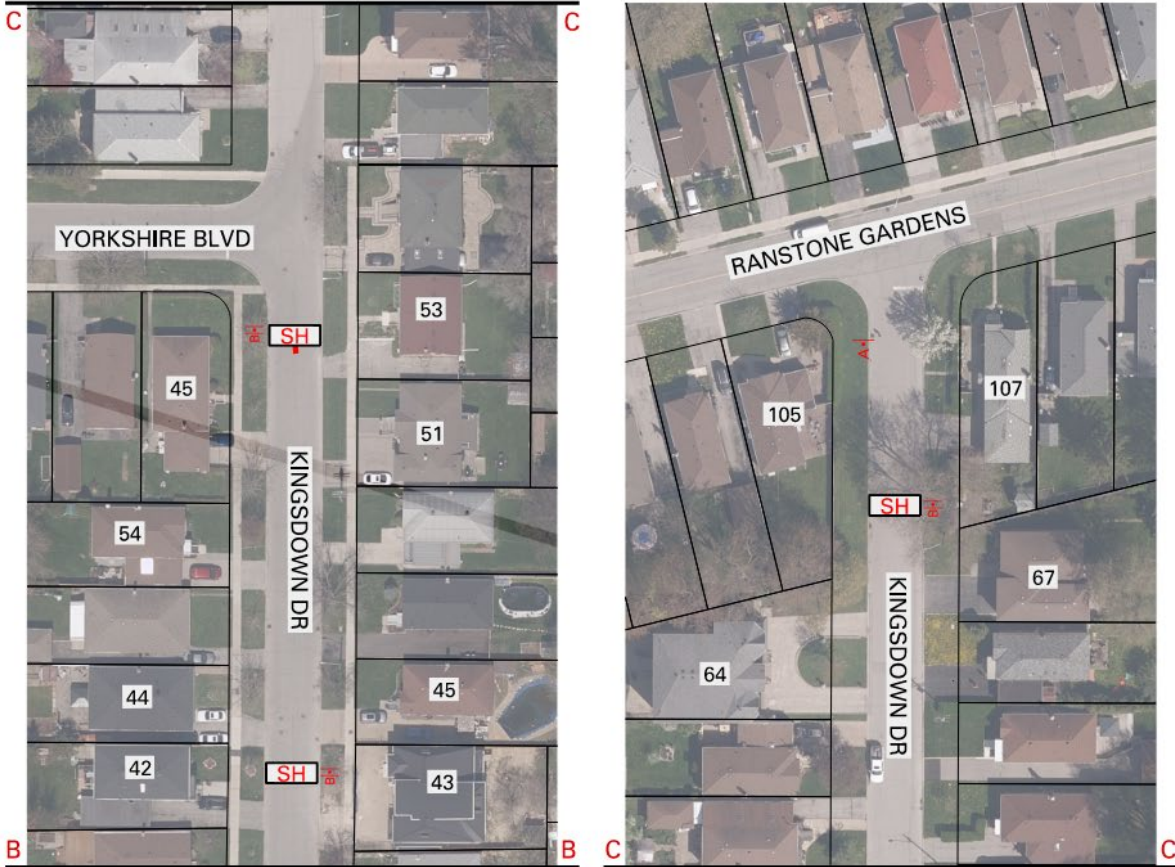 C
C
YORKSHIRE BLVD
53
B
SH
45
51
KINGSDOWN DR
54
44
45
42
SH
B
43
B
B
RANSTONE GARDENS
A
105
107
SH
B
67
KINGSDOWN DR
64
C
C